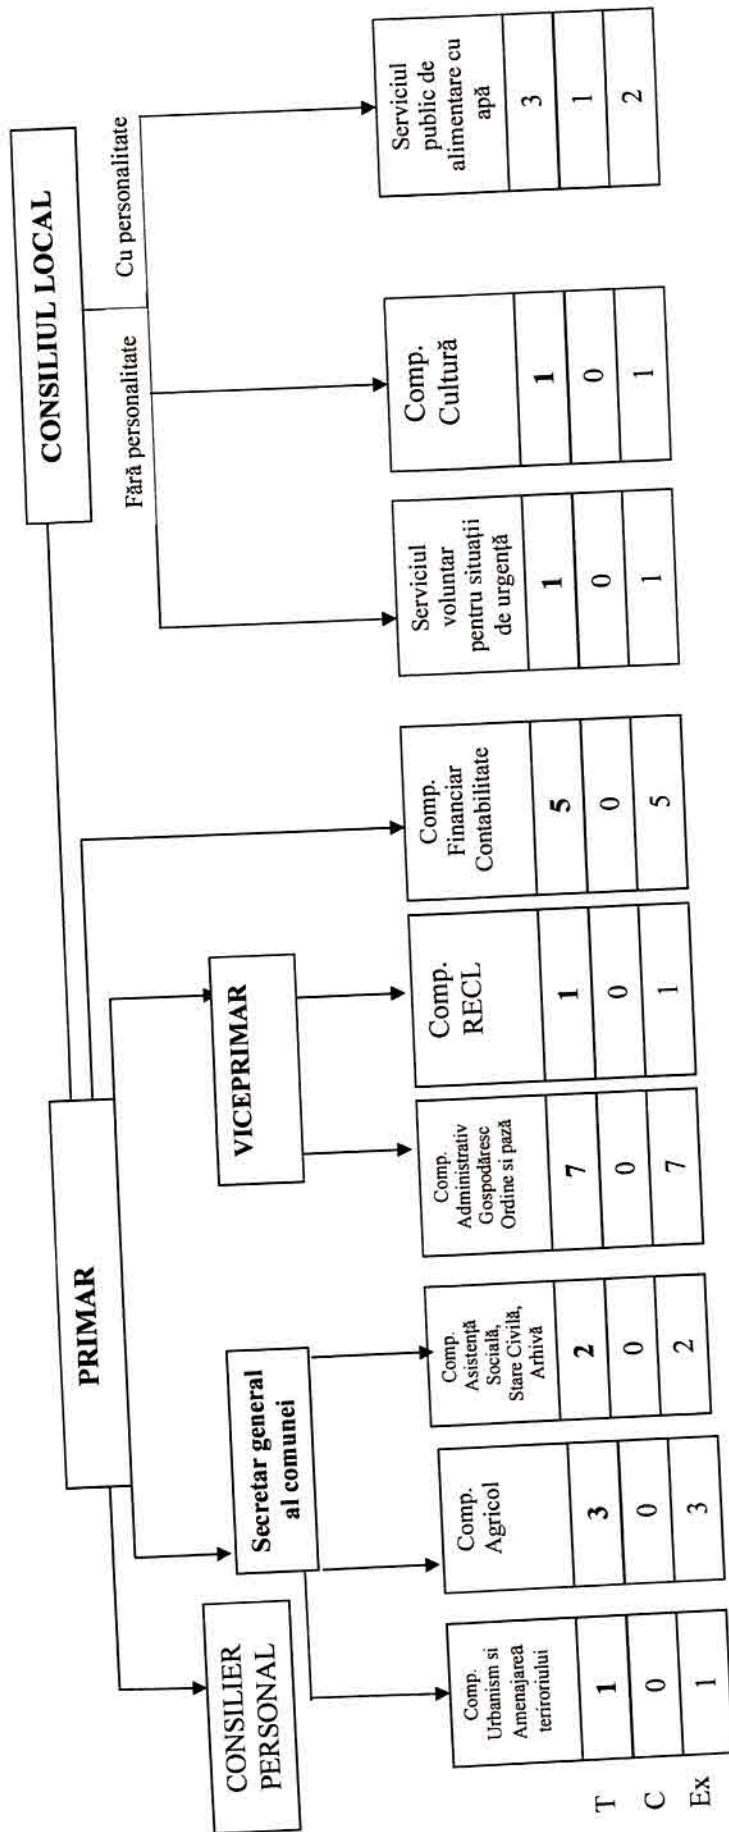 CONSILIUL LOCAL
PRIMAR
Fără personalitate
Cu personalitate
CONSILIER
PERSONAL
Secretar general
al comunei
VICEPRIMAR
Comp.
Urbanism si
Amenajarea
teriroriului
1
0
1
Comp.
Agricol
3
0
3
Comp.
Asistență
Socială,
Stare Civilă,
Arhivă
2
0
2
Comp.
Administrativ
Gospodăresc
Ordine si pază
7
0
7
Comp.
RECL
1
0
1
Comp.
Financiar
Contabilitate
5
0
5
Serviciul
voluntar
pentru situații
de urgență
1
0
1
Comp.
Cultură
1
0
1
Serviciul
public de
alimentare cu
apă
3
1
2
T
C
Ex